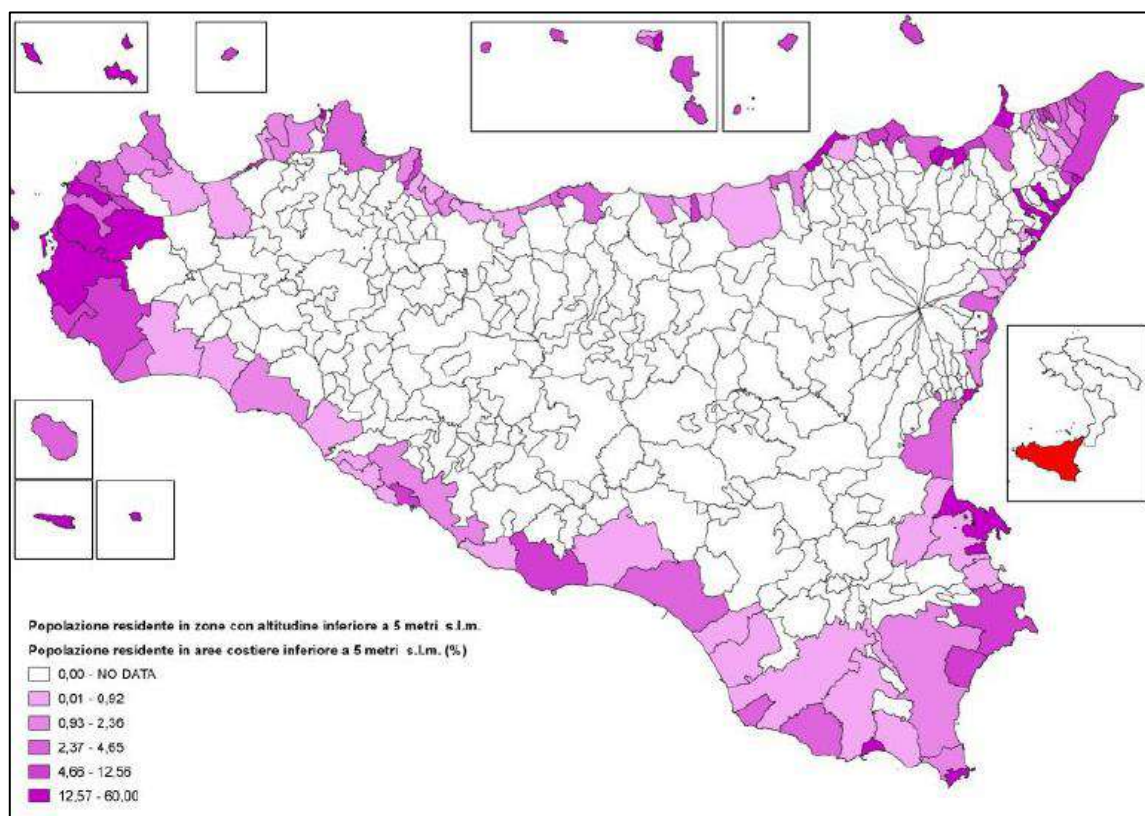 Popolazione residente in zone con altitudine inferiore a 5 metri s.l.m.
Popolazione residente in aree costiere inferiore a 5 metri s.l.m. (%)
0,00 - NO DATA
0,01 - 0,92
0,93 - 2,36
2,37 - 4,65
4,66 - 12,56
12,57 - 60,00